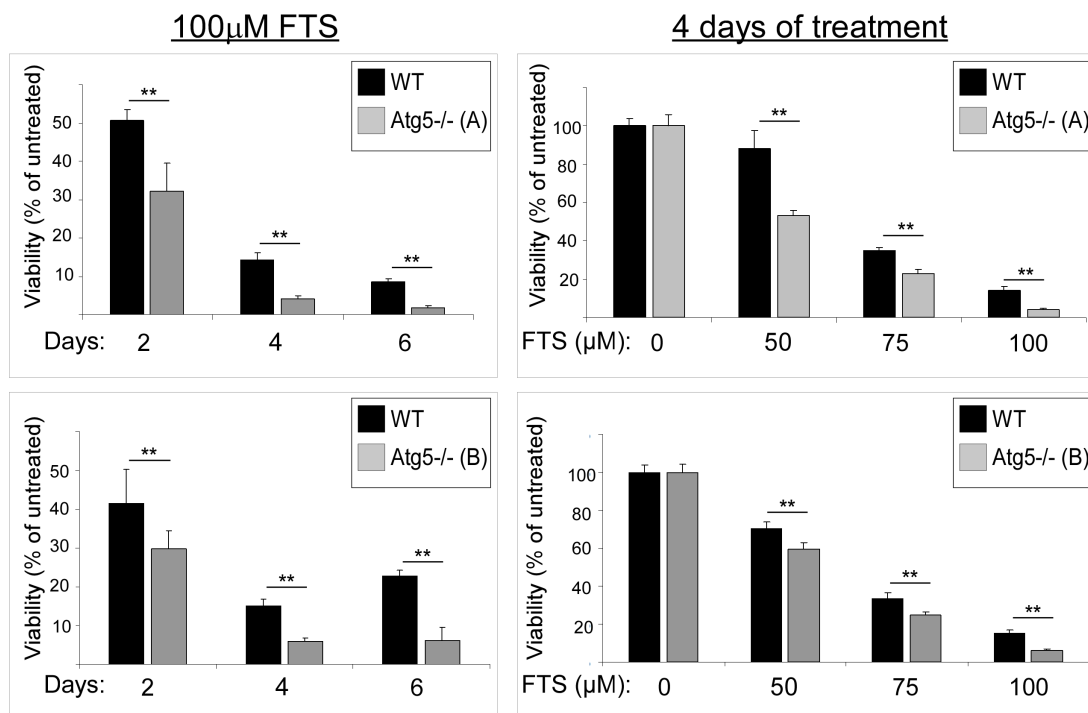 100μM FTS
4 days of treatment
Viability (% of untreated)
50
40
30
20
10
**
**
**
WT
Atg5-/- (A)
Days: 2 4 6
Viability (% of untreated)
100
80
60
40
20
**
**
**
WT
Atg5-/- (A)
FTS (μM): 0 50 75 100
Viability (% of untreated)
50
40
30
20
10
**
**
**
WT
Atg5-/- (B)
Days: 2 4 6
Viability (% of untreated)
100
80
60
40
20
**
**
**
WT
Atg5-/- (B)
FTS (μM): 0 50 75 100